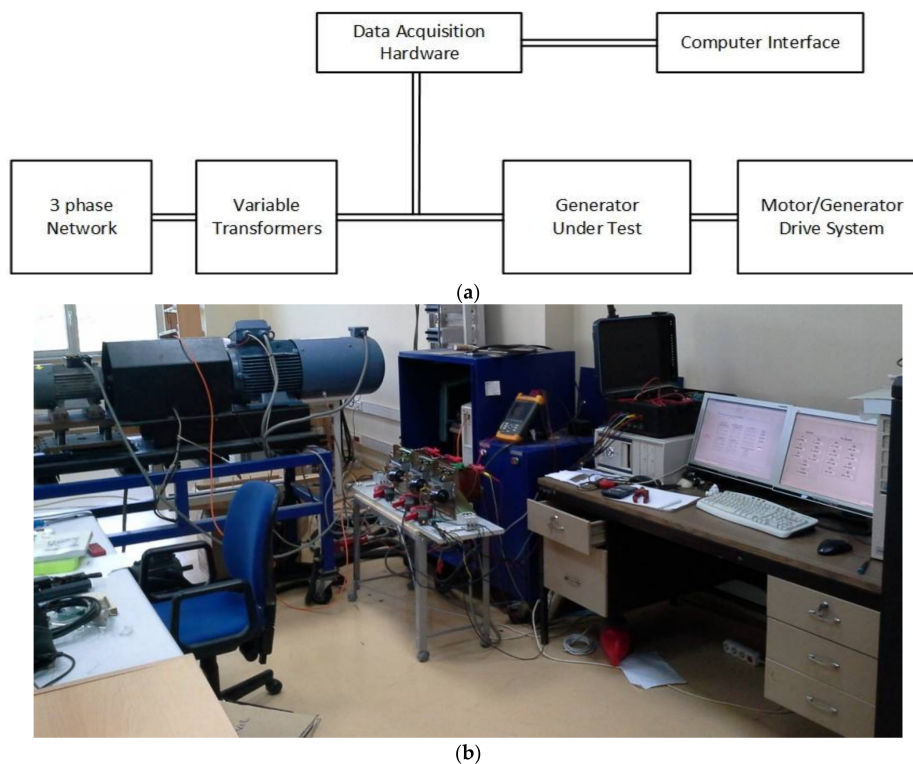 Data Acquisition
Hardware
Computer Interface
3 phase
Network
Variable
Transformers
Generator
Under Test
Motor/Generator
Drive System
(a)
(b)